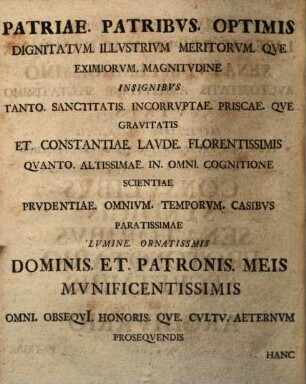 PATRIAE. PATRIBVS. OPTIMIS
DIGNITATVM. ILLVSTRIVM MERITORVM. QVE
EXIMIORVM. MAGNITVDINE
INSIGNIBVS
TANTO. SANCTITATIS. INCORRVPTAE. PRISCAE. QVE
GRAVITATIS
ET. CONSTANTIAE. LAVDE. FLORENTISSIMIS
QVANTO. ALTISSIMAE. IN. OMNI. COGNITIONE
SCIENTIAE
PRVDENTIAE. OMNIVM. TEMPORVM. CASIBVS
PARATISSIMAE
LVMINE. ORNATISSMIS
DOMINIS. ET. PATRONIS. MEIS
MVNIFICENTISSIMIS
OMNI. OBSEQVI. HONORIS. QVE. CVLTV. AETERNVM
PROSEQVENDIS
HANC